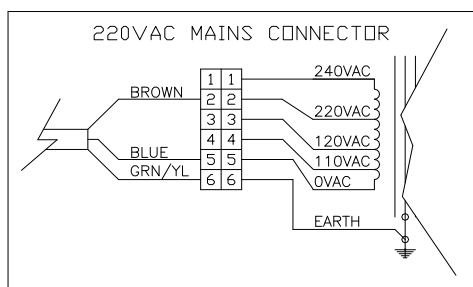 220VAC MAINS CONNECTOR
240VAC
1 1
BROWN
2 2
220VAC
3 3
120VAC
4 4
110VAC
BLUE
5 5
0VAC
GRN/YL
6 6
EARTH